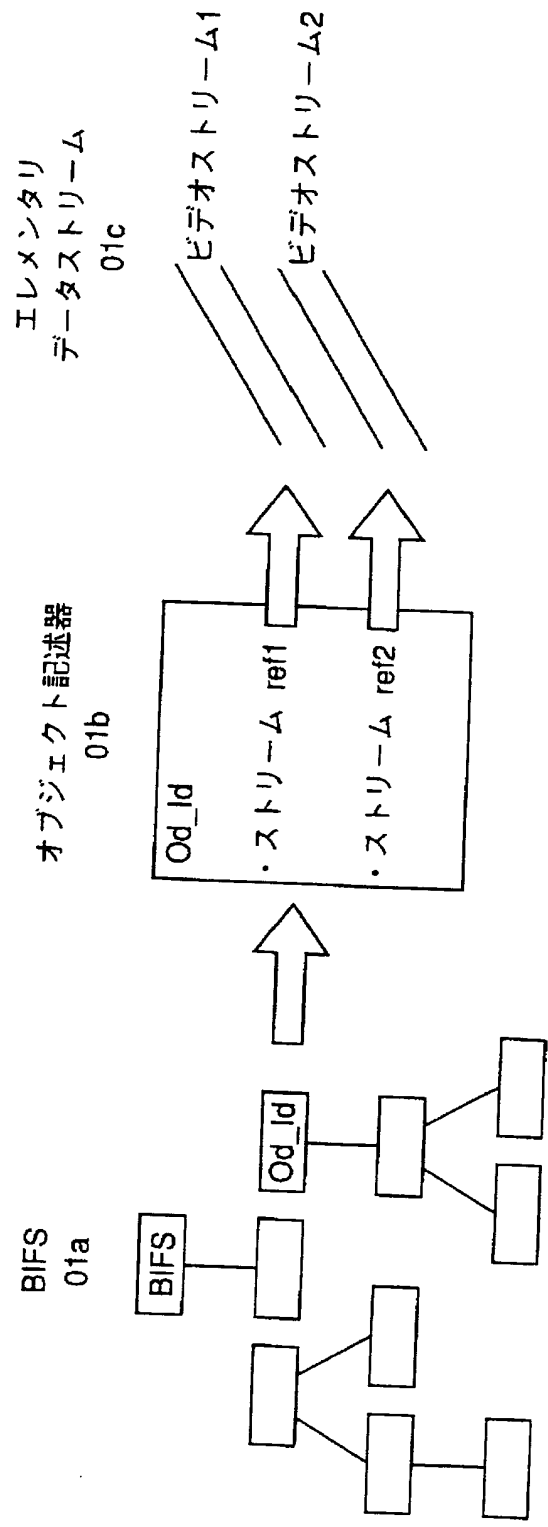 BIFS
01a
BIFS
Od_Id
オブジェクト記述器
01b
Od_Id
・ストリーム ref1
・ストリーム ref2
エレメンタリ
データストリーム
01c
ビデオストリーム1
ビデオストリーム2